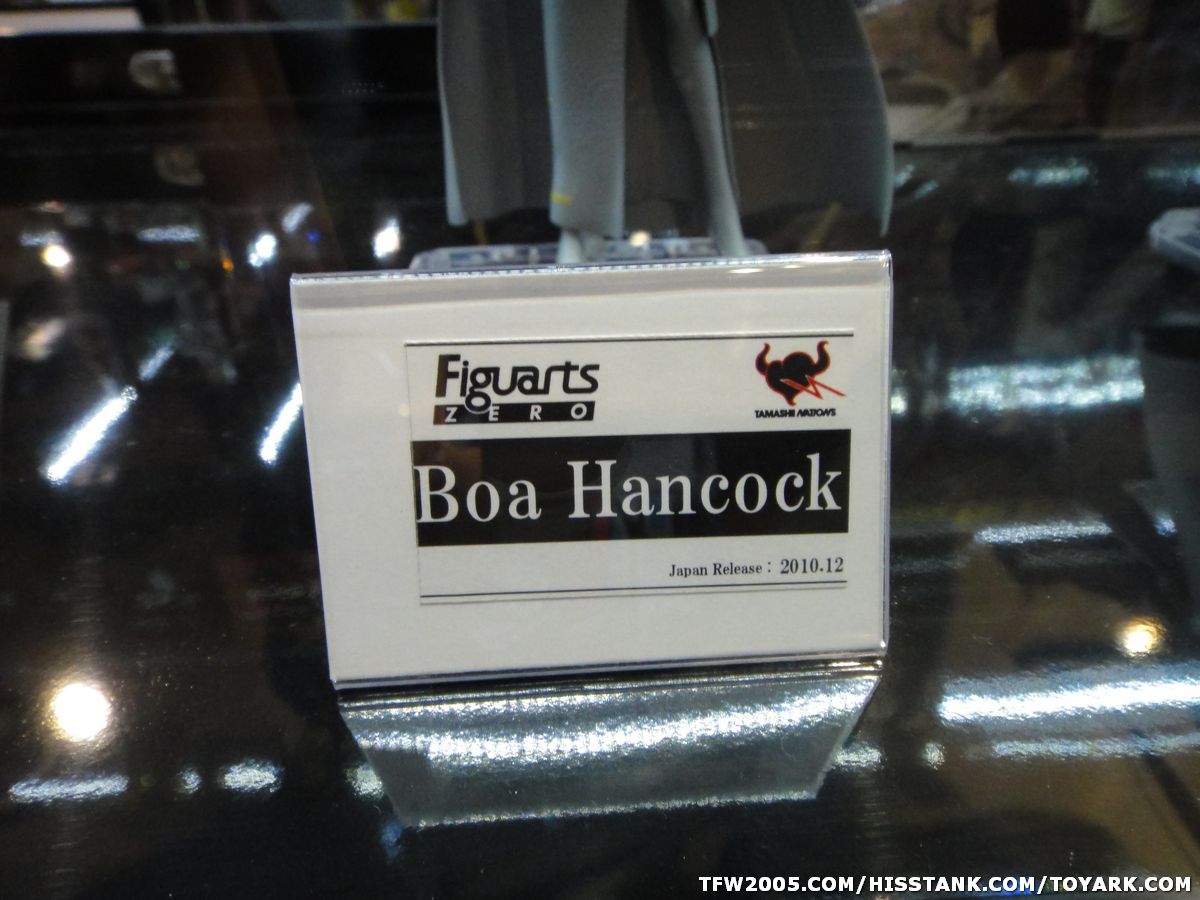 Figuarts
ZERO
TAMASHII NATIONS
Boa Hancock
Japan Release : 2010.12
TFW2005.COM/HISSTANK.COM/TOYARK.COM